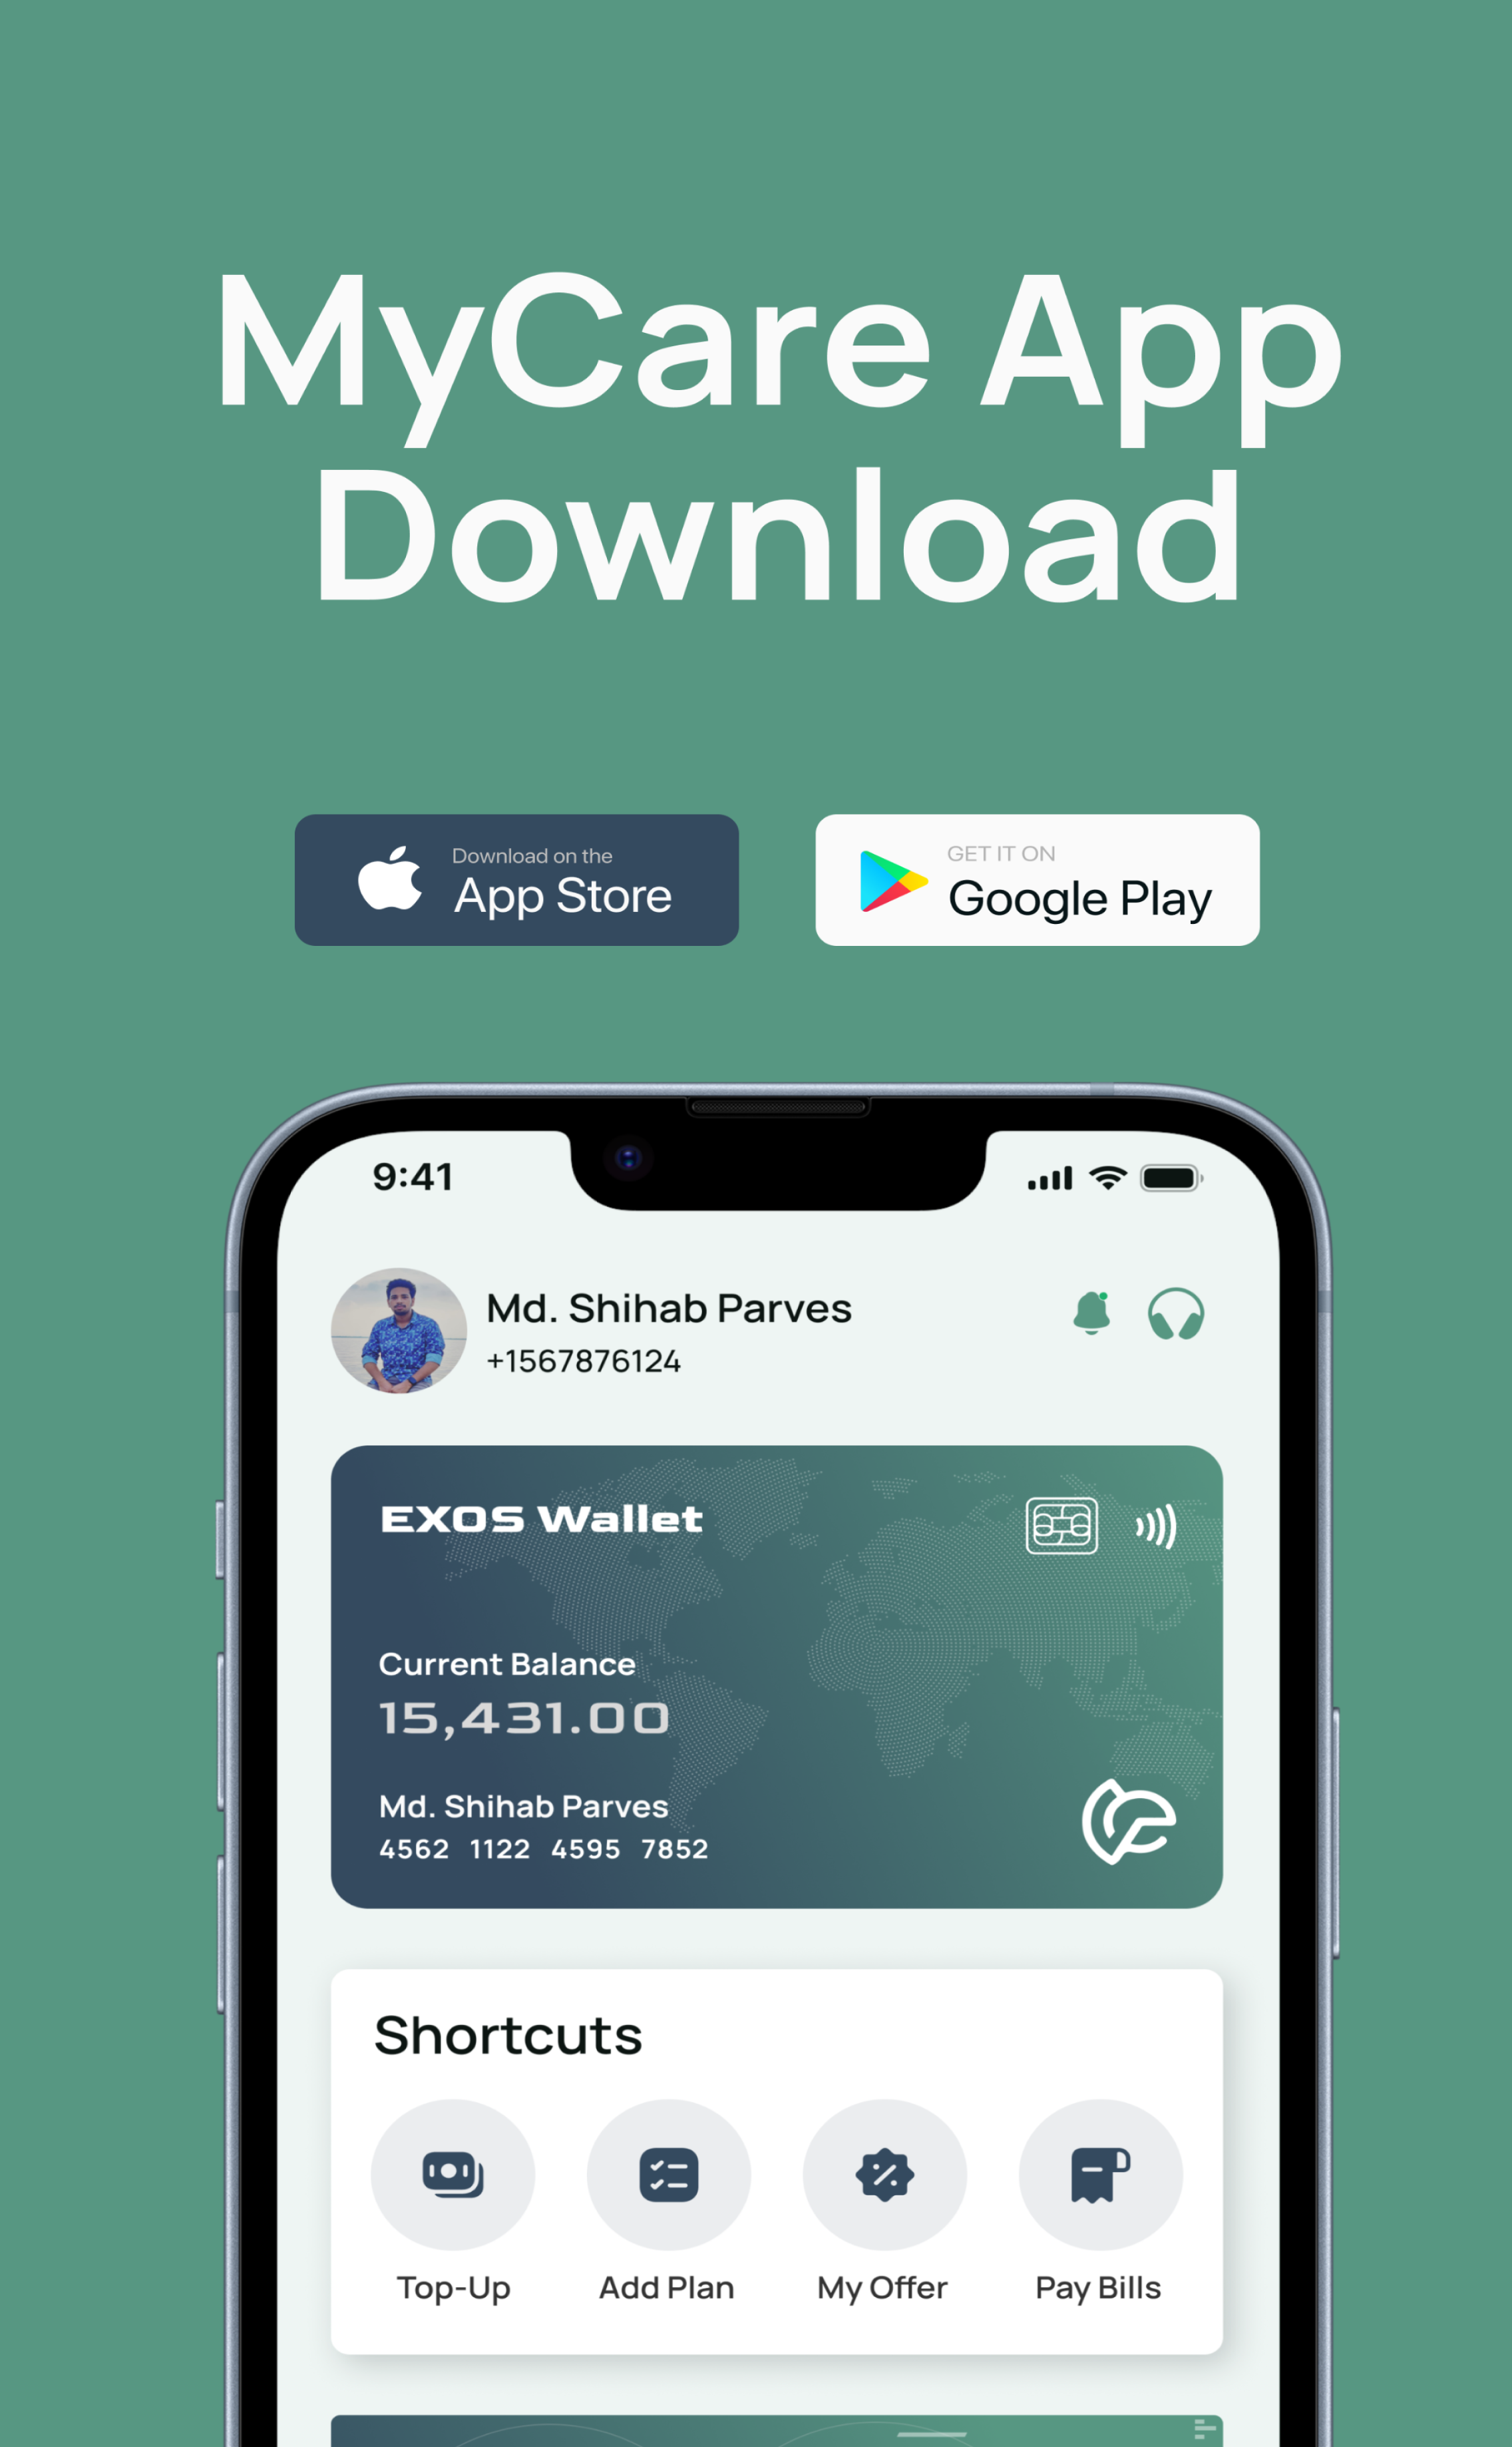 MyCare App
Download
Download on the
App Store
GET IT ON
Google Play
9:41
Md. Shihab Parves
+1567876124
EXOS Wallet
Current Balance
15,431.00
Md. Shihab Parves
4562 1122 4595 7852
Shortcuts
Top-Up
Add Plan
My Offer
Pay Bills